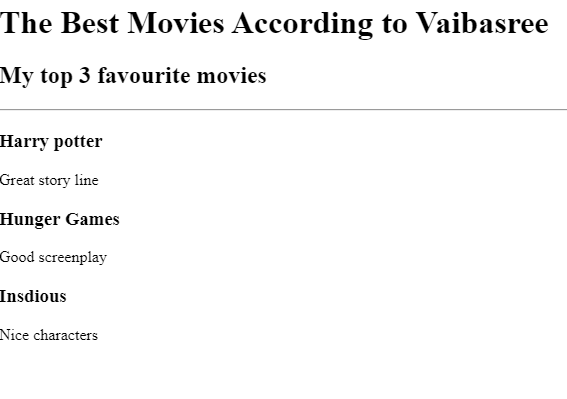 The Best Movies According to Vaibasree
My top 3 favourite movies
Harry potter
Great story line
Hunger Games
Good screenplay
Insdious
Nice characters